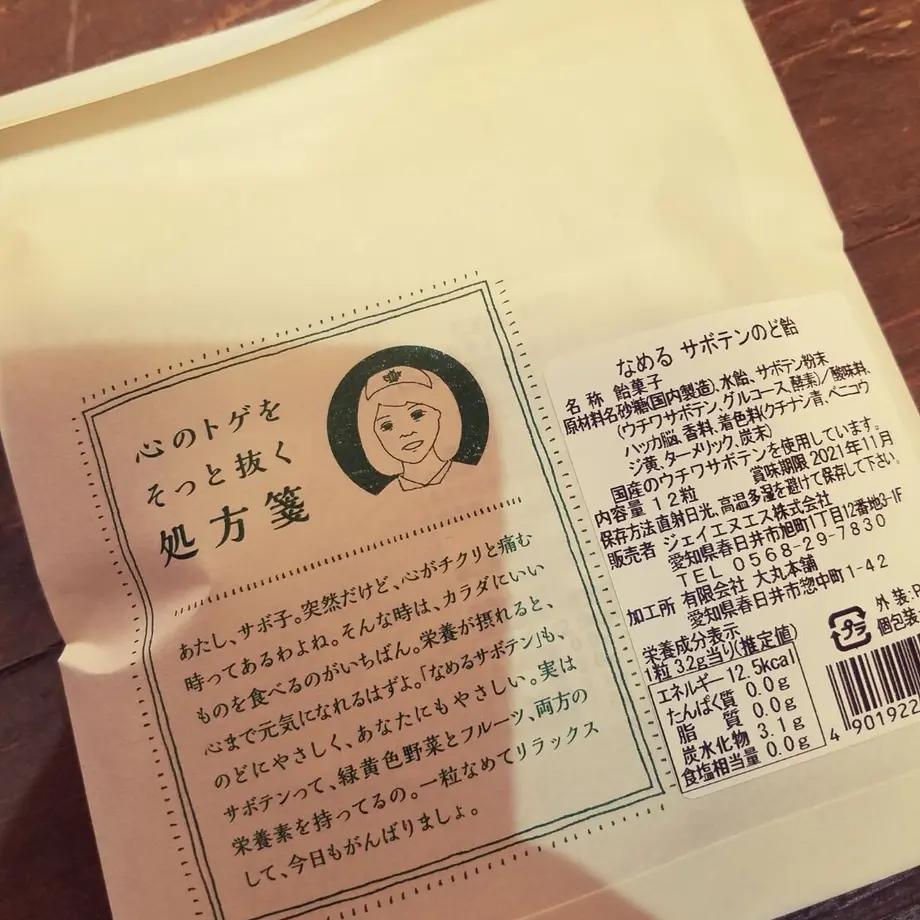 心のトゲを
そっと抜く
処方箋
あたし、サボ子。突然だけど、心がチクリと痛む
時ってあるわよね。そんな時は、カラダにいい
ものを食べるのがいちばん。栄養が摂れると、
心まで元気になれるはずよ。「なめるサボテン」も、
のどにやさしく、あなたにもやさしい。実は
サボテンって、緑黄色野菜とフルーツ、両方の
栄養素を持ってるの。一粒なめてリラックス
して、今日もがんばりましょ。
なめる サボテンのど飴
名 称 飴菓子
原材料名 砂糖(国内製造)、水飴、サボテン粉末
(ウチワサボテン、グルコース、酵素)／酸味料、
ハッカ脳、香料、着色料(クチナシ青、ベニコウ
ジ黄、ターメリック、炭末)
国産のウチワサボテンを使用しています。
内容量 12粒 賞味期限 2021年11月
保存方法 直射日光、高温多湿を避けて保存して下さい。
販売者 ジェイエヌエス株式会社
愛知県春日井市旭町1丁目12番地3-1F
TEL 0568-29-7830
加工所 有限会社 大丸本舗
愛知県春日井市惣中町1-42
栄養成分表示
1粒3.2g当り(推定値)
エネルギー 12.5kcal
たんぱく質 0.0g
脂 質 0.0g
炭水化物 3.1g
食塩相当量 0.0g
プラ
外装:P
個包装
4 901922